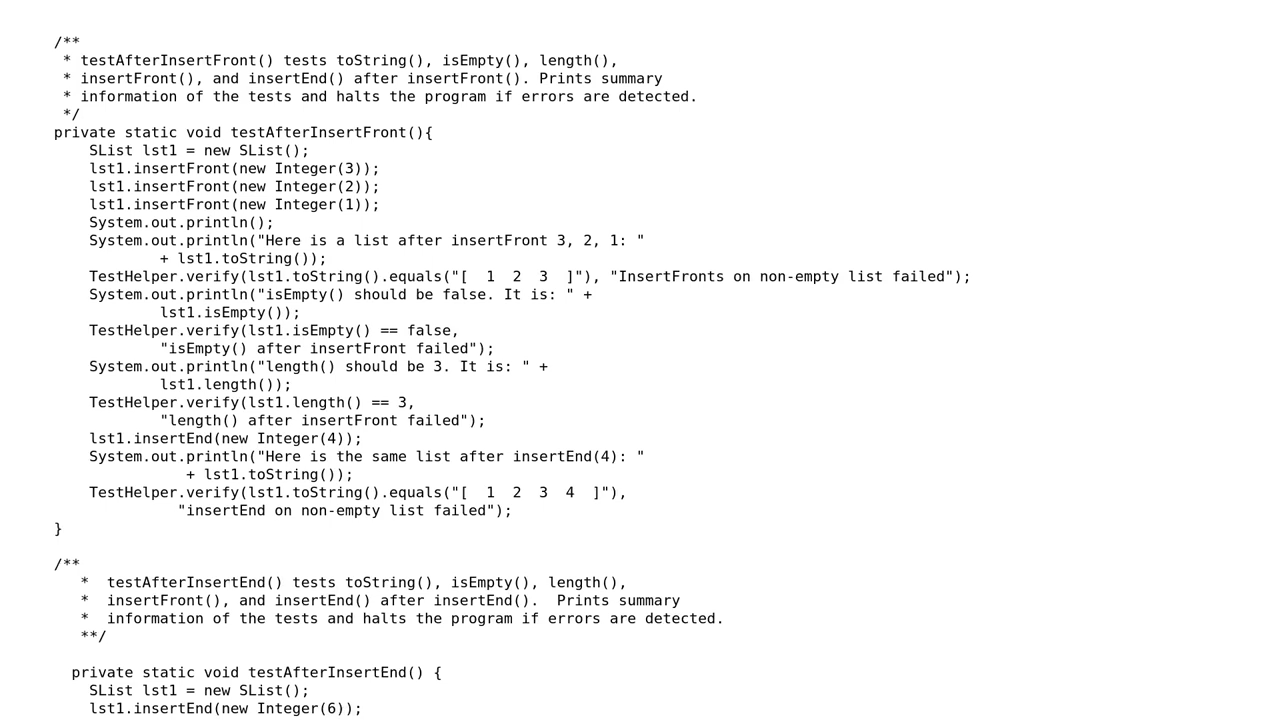 /**
 * testAfterInsertFront() tests toString(), isEmpty(), length(),
 * insertFront(), and insertEnd() after insertFront(). Prints summary
 * information of the tests and halts the program if errors are detected.
 */
private static void testAfterInsertFront(){
    SList lst1 = new SList();
    lst1.insertFront(new Integer(3));
    lst1.insertFront(new Integer(2));
    lst1.insertFront(new Integer(1));
    System.out.println();
    System.out.println("Here is a list after insertFront 3, 2, 1: "
            + lst1.toString());
    TestHelper.verify(lst1.toString().equals("[  1  2  3  ]"), "InsertFronts on non-empty list failed");
    System.out.println("isEmpty() should be false. It is: " +
            lst1.isEmpty());
    TestHelper.verify(lst1.isEmpty() == false,
            "isEmpty() after insertFront failed");
    System.out.println("length() should be 3. It is: " +
            lst1.length());
    TestHelper.verify(lst1.length() == 3,
            "length() after insertFront failed");
    lst1.insertEnd(new Integer(4));
    System.out.println("Here is the same list after insertEnd(4): "
               + lst1.toString());
    TestHelper.verify(lst1.toString().equals("[  1  2  3  4  ]"),
              "insertEnd on non-empty list failed");
}

/**
   *  testAfterInsertEnd() tests toString(), isEmpty(), length(),
   *  insertFront(), and insertEnd() after insertEnd().  Prints summary
   *  information of the tests and halts the program if errors are detected.
   **/

  private static void testAfterInsertEnd() {
    SList lst1 = new SList();
    lst1.insertEnd(new Integer(6));